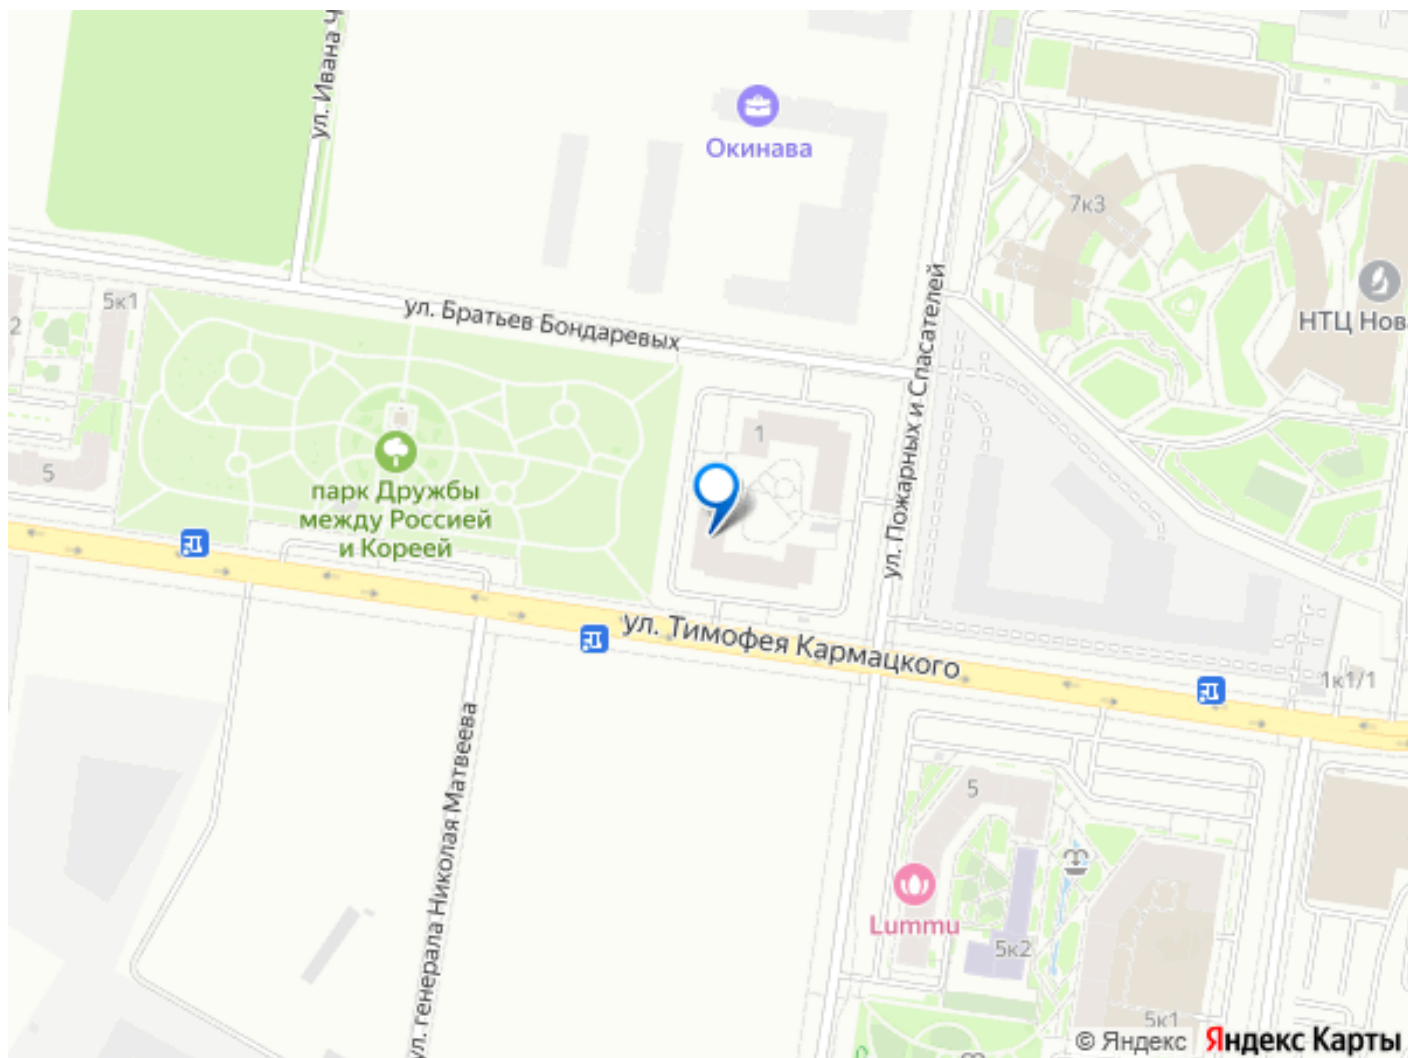 ул. Ивана Ч
Окинава
7к3
НТЦ Нова
5к1
2
ул. Братьев Бондаревых
ул. Пожарных и Спасателей
1
5
парк Дружбы
между Россией
и Кореей
ул. Тимофея Кармацкого
1к1/1
ул. генерала Николая Матвеева
5
Lummu
5к2
5к1
© Яндекс Яндекс Карты